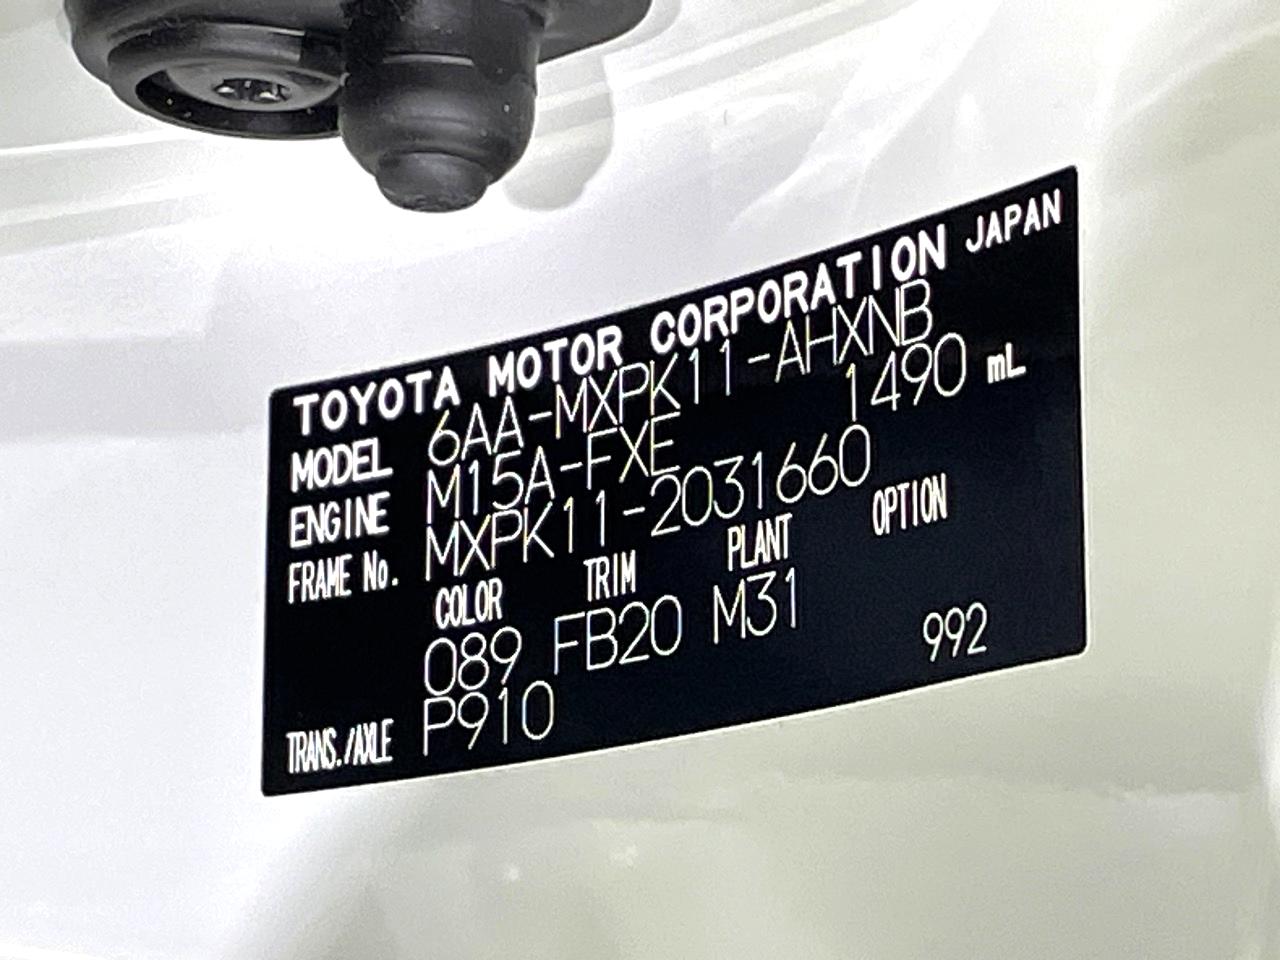 TOYOTA MOTOR CORPORATION JAPAN
MODEL 6AA-MXPK11-AHXNB
ENGINE M15A-FXE 1490 mL
FRAME No. MXPK11-2031660
COLOR TRIM PLANT OPTION
089 FB20 M31
992
TRANS./AXLE P910